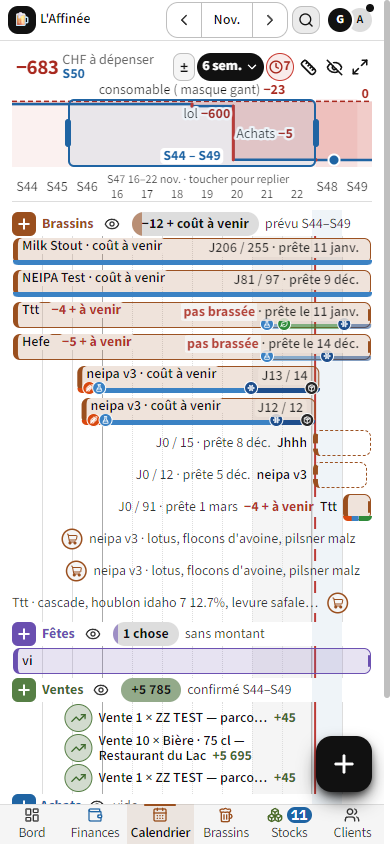 L'Affinée
Nov.
G
A
−683
CHF à dépenser
S50
±
6 sem.
7
consomable ( masque gant) −23
0
lol −600
Achats −5
S44 – S49
S44 S45 S46 S47 16–22 nov. · toucher pour replier S48 S49
16 17 18 19 20 21 22
Brassins −12 + coût à venir prévu S44–S49
Milk Stout · coût à venir J206 / 255 · prête 11 janv.
NEIPA Test · coût à venir J81 / 97 · prête 9 déc.
Ttt −4 + à venir pas brassée · prête le 11 janv.
Hefe −5 + à venir pas brassée · prête le 14 déc.
neipa v3 · coût à venir J13 / 14
neipa v3 · coût à venir J12 / 12
J0 / 15 · prête 8 déc. Jhhh
J0 / 12 · prête 5 déc. neipa v3
J0 / 91 · prête 1 mars −4 + à venir Ttt
neipa v3 · lotus, flocons d'avoine, pilsner malz
neipa v3 · lotus, flocons d'avoine, pilsner malz
Ttt · cascade, houblon idaho 7 12.7%, levure safale…
Fêtes 1 chose sans montant
vi
Ventes +5 785 confirmé S44–S49
Vente 1 × ZZ TEST — parco… +45
Vente 10 × Bière · 75 cl —
Restaurant du Lac +5 695
Vente 1 × ZZ TEST — parco… +45
Achats vide
Bord Finances Calendrier Brassins Stocks 11 Clients